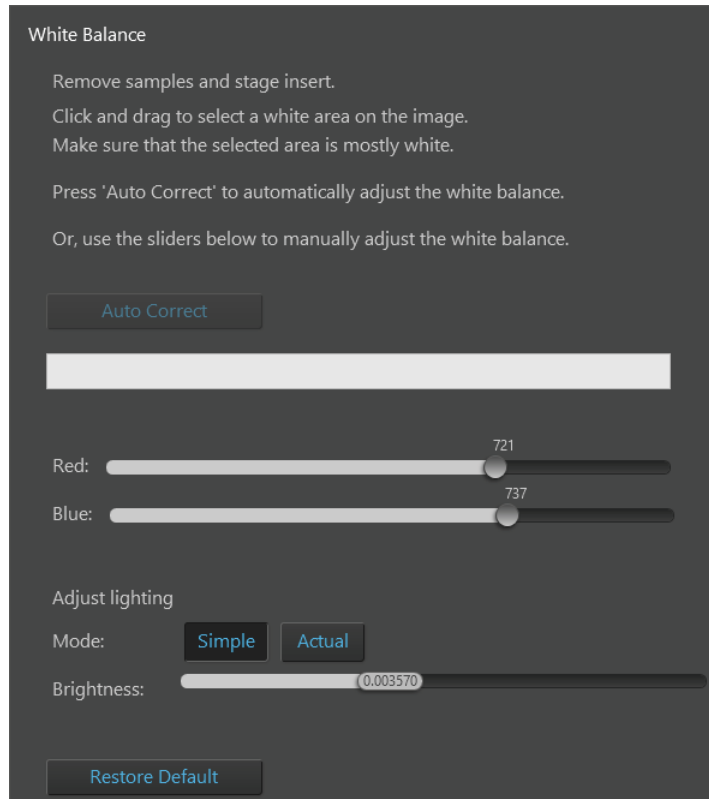 White Balance
Remove samples and stage insert.
Click and drag to select a white area on the image.
Make sure that the selected area is mostly white.
Press 'Auto Correct' to automatically adjust the white balance.
Or, use the sliders below to manually adjust the white balance.
Auto Correct
721
Red:
737
Blue:
Adjust lighting
Mode: Simple Actual
Brightness: 0.003570
Restore Default